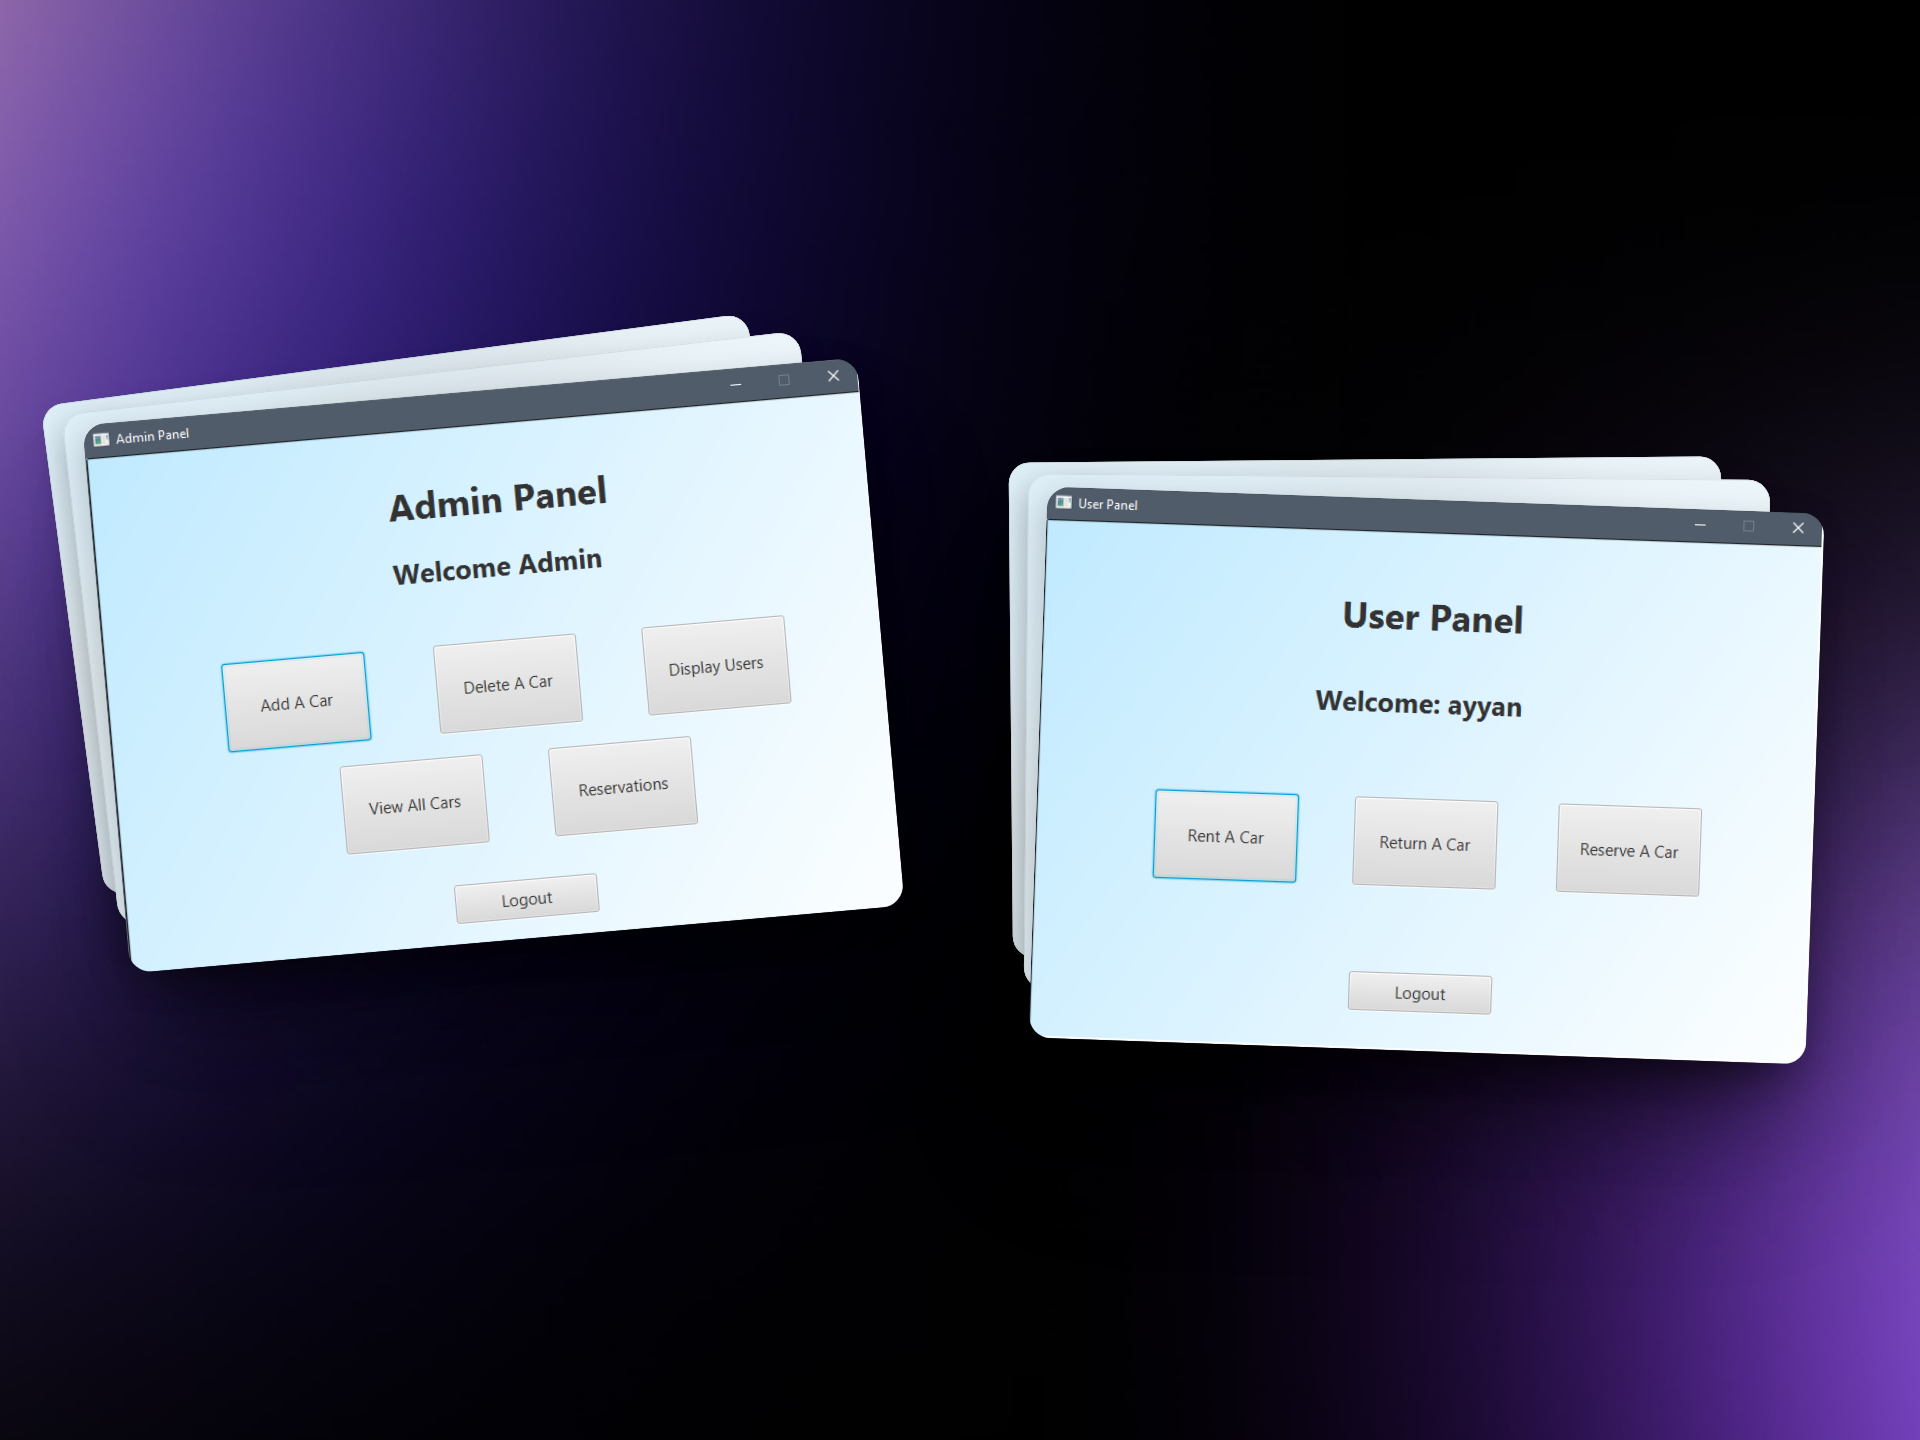 Admin Panel
Admin Panel
Welcome Admin
Add A Car
Delete A Car
Display Users
View All Cars
Reservations
Logout
User Panel
User Panel
Welcome: ayyan
Rent A Car
Return A Car
Reserve A Car
Logout